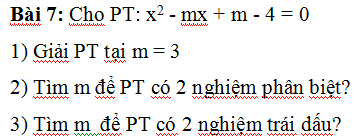 Bài 7: Cho PT: x² - mx + m - 4 = 0
1) Giải PT tại m = 3
2) Tìm m để PT có 2 nghiệm phân biệt?
3) Tìm m để PT có 2 nghiệm trái dấu?